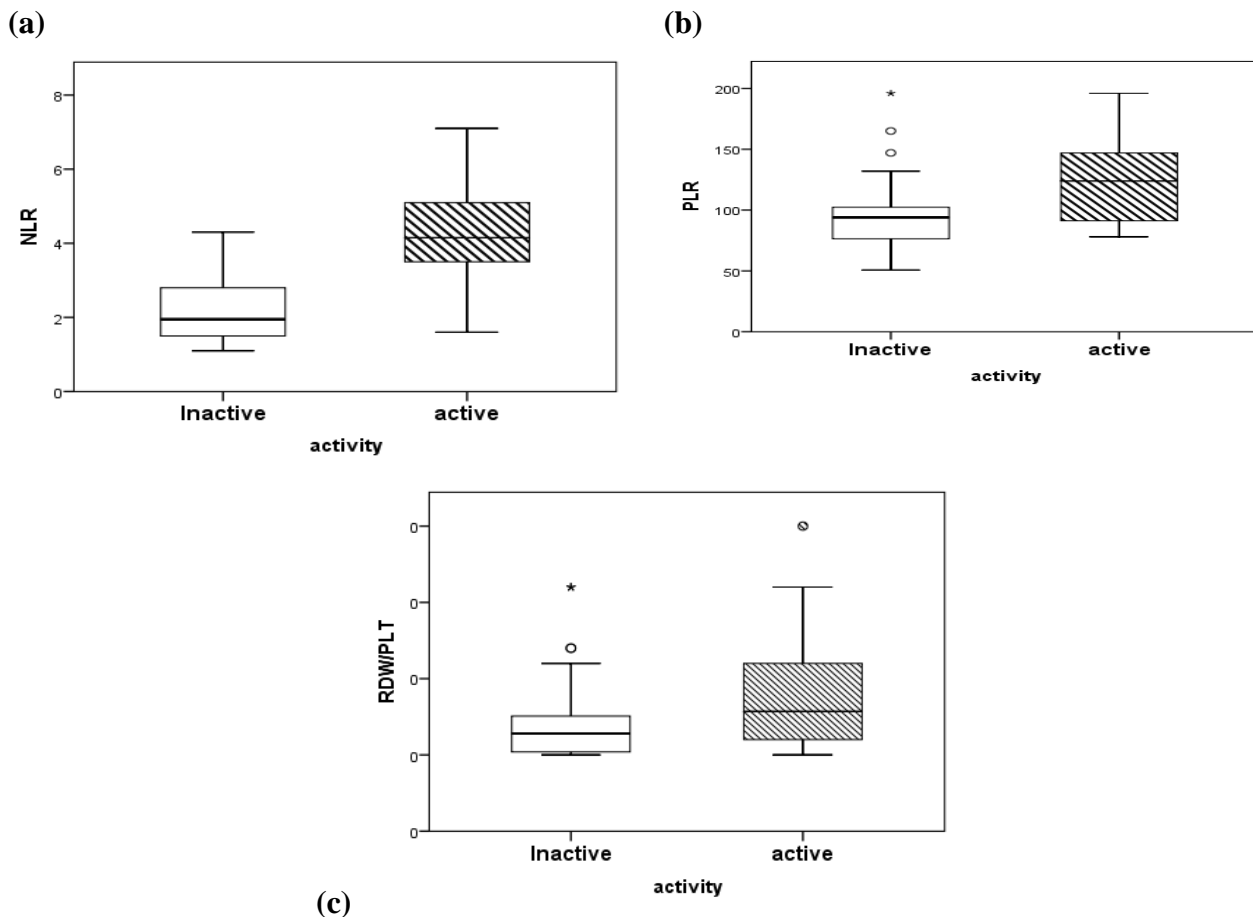 (a)
8
6
4
2
0
NLR
Inactive active
activity
(b)
200
150
100
50
0
PLR
Inactive active
activity
0
0
0
0
0
RDW/PLT
Inactive active
activity
(c)